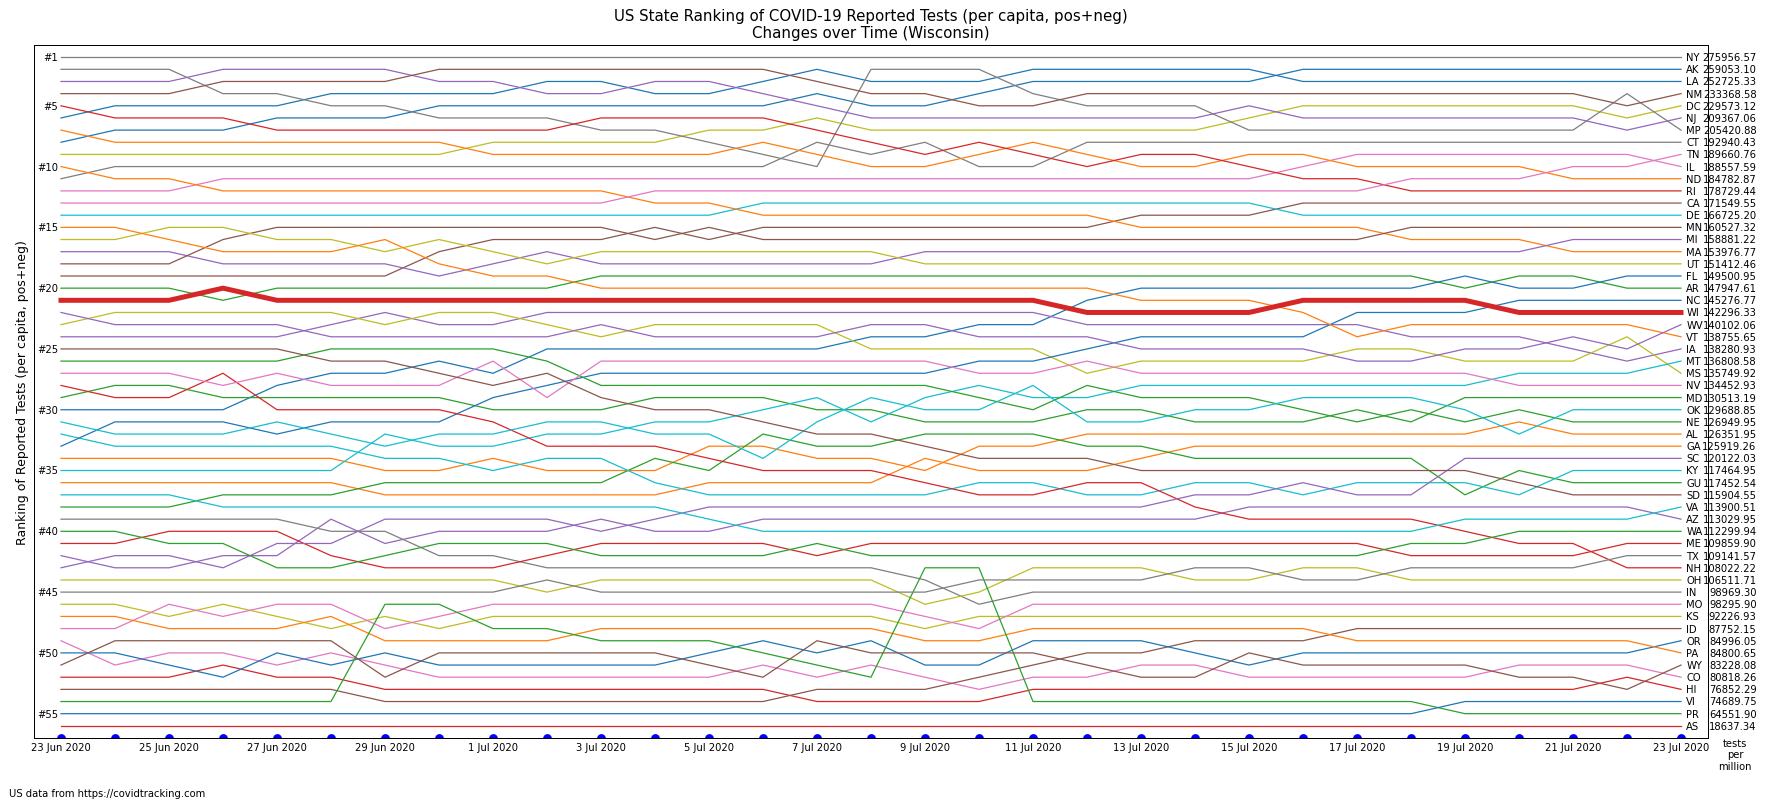 US State Ranking of COVID-19 Reported Tests (per capita, pos+neg)
Changes over Time (Wisconsin)
Ranking of Reported Tests (per capita, pos+neg)
#1
#5
#10
#15
#20
#25
#30
#35
#40
#45
#50
#55
NY 275956.57
AK 259053.10
LA 252725.33
NM 233368.58
DC 229573.12
NJ 209367.06
MP 205420.88
CT 192940.43
TN 189660.76
IL 188557.59
ND 184782.87
RI 178729.44
CA 171549.55
DE 166725.20
MN 160527.32
MI 158881.22
MA 153976.77
UT 151412.46
FL 149500.95
AR 147947.61
NC 145276.77
WI 142296.33
WV 140102.06
VT 138755.65
IA 138280.93
MT 136808.58
MS 135749.92
NV 134452.93
MD 130513.19
OK 129688.85
NE 126949.95
AL 126351.95
GA 125919.26
SC 120122.03
KY 117464.95
GU 117452.54
SD 115904.55
VA 113900.51
AZ 113029.95
WA 112299.94
ME 109859.90
TX 109141.57
NH 108022.22
OH 106511.71
IN 98969.30
MO 98295.90
KS 92226.93
ID 87752.15
OR 84996.05
PA 84800.65
WY 83228.08
CO 80818.26
HI 76852.29
VI 74689.75
PR 64551.90
AS 18637.34
23 Jun 2020 25 Jun 2020 27 Jun 2020 29 Jun 2020 1 Jul 2020 3 Jul 2020 5 Jul 2020 7 Jul 2020 9 Jul 2020 11 Jul 2020 13 Jul 2020 15 Jul 2020 17 Jul 2020 19 Jul 2020 21 Jul 2020 23 Jul 2020
tests
per
million
US data from https://covidtracking.com